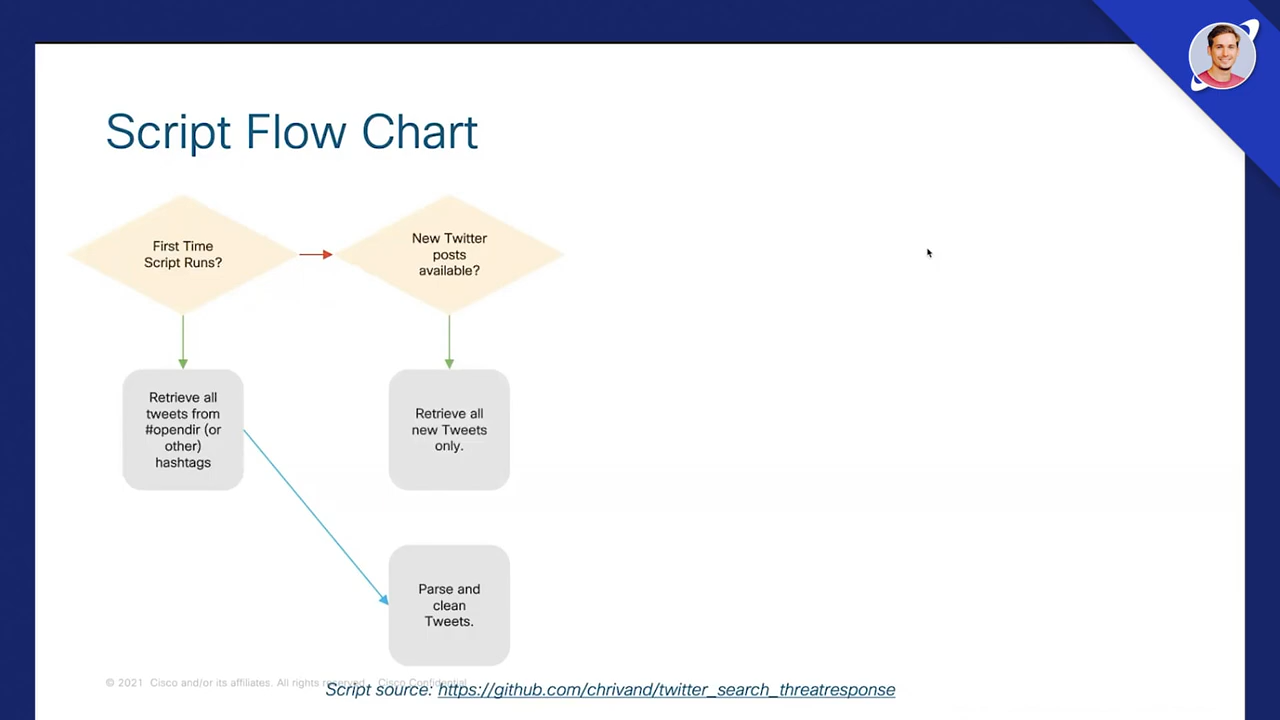 Script Flow Chart
First Time
Script Runs?
New Twitter
posts
available?
Retrieve all
tweets from
#opendir (or
other)
hashtags
Retrieve all
new Tweets
only.
Parse and
clean
Tweets.
© 2021 Cisco and/or its affiliates. All rights reserved. Cisco Confidential
Script source: https://github.com/chrivand/twitter_search_threatresponse